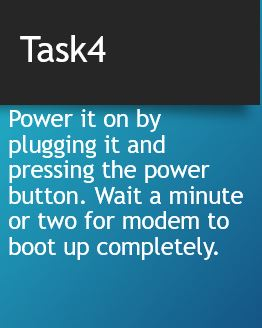 Task4
Power it on by
plugging it and
pressing the power
button. Wait a minute
or two for modem to
boot up completely.